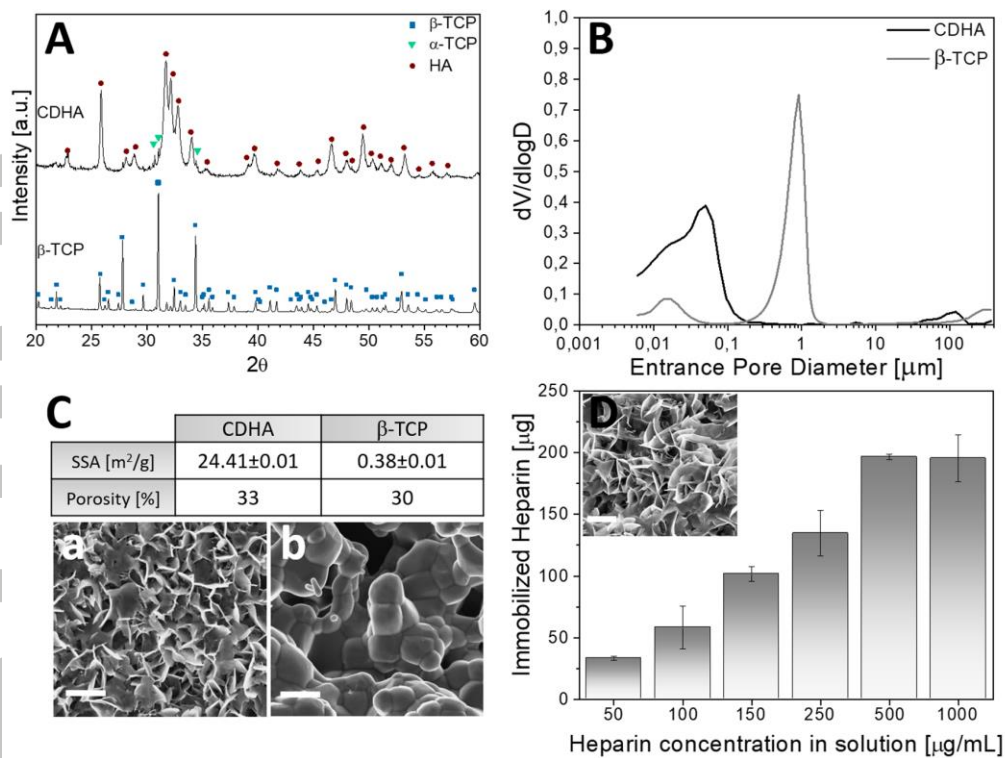 A
β-TCP
α-TCP
HA
CDHA
β-TCP
Intensity [a.u.]
20 25 30 35 40 45 50 55 60
2θ
B
CDHA
β-TCP
1,0
0,9
0,8
0,7
0,6
0,5
0,4
0,3
0,2
0,1
0,0
dV/dlogD
0,001 0,01 0,1 1 10 100
Entrance Pore Diameter [µm]
C
CDHA β-TCP
SSA [m²/g] 24.41±0.01 0.38±0.01
Porosity [%] 33 30
a b
D
250
200
150
100
50
0
Immobilized Heparin [µg]
50 100 150 250 500 1000
Heparin concentration in solution [µg/mL]